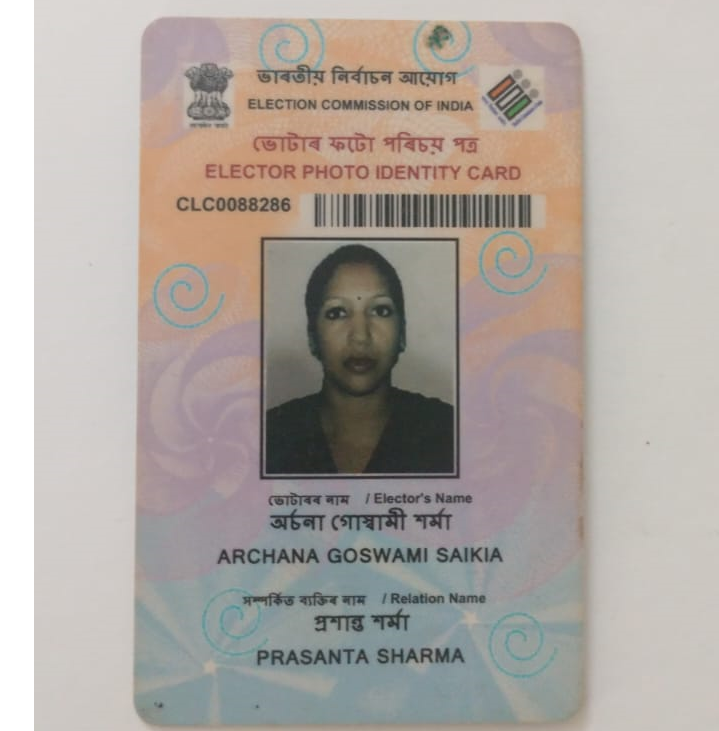 ভাৰতীয় নিৰ্বাচন আয়োগ
ELECTION COMMISSION OF INDIA
ভোটাৰ ফটো পৰিচয় পত্ৰ
ELECTOR PHOTO IDENTITY CARD
CLC0088286
ভোটাৰৰ নাম / Elector's Name
অৰ্চনা গোস্বামী শৰ্মা
ARCHANA GOSWAMI SAIKIA
সম্পৰ্কিত ব্যক্তিৰ নাম / Relation Name
প্ৰশান্ত শৰ্মা
PRASANTA SHARMA